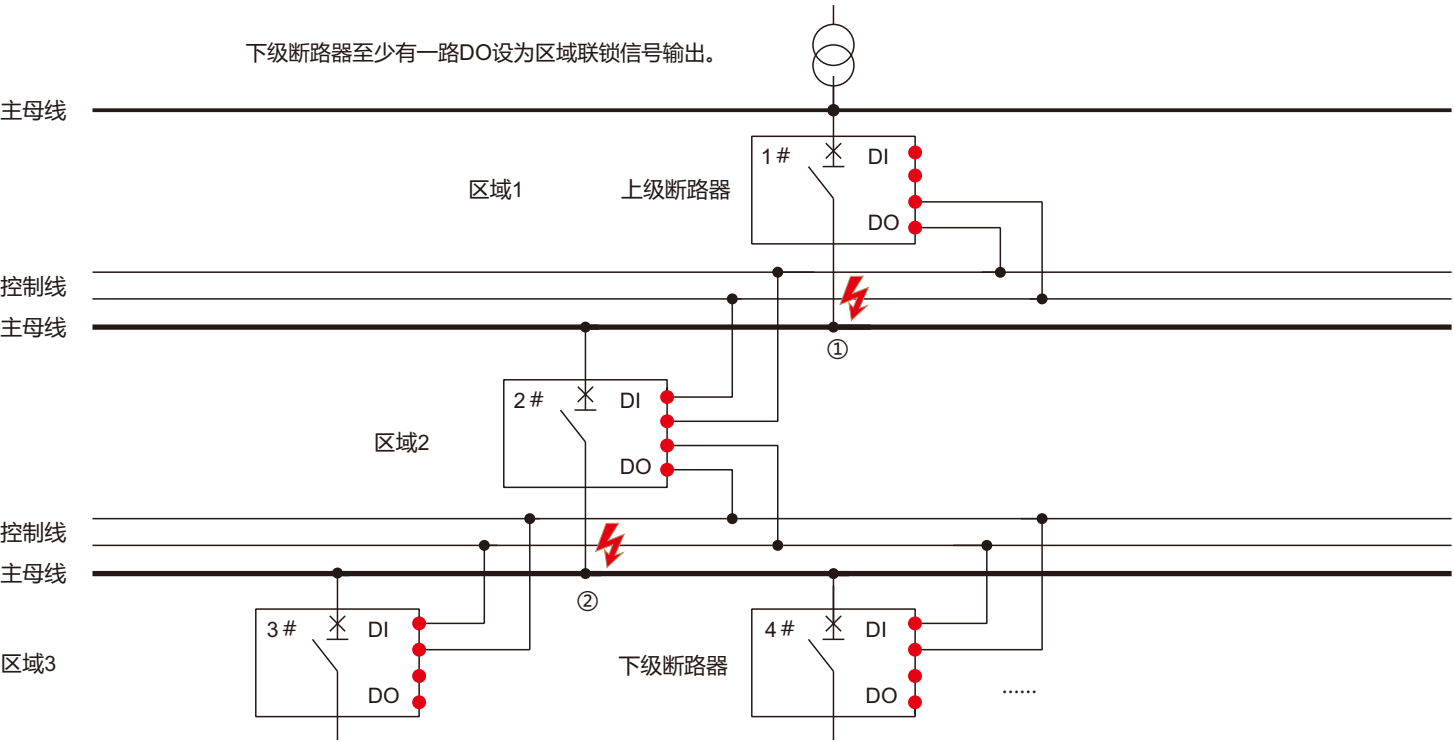 下级断路器至少有一路DO设为区域联锁信号输出。
主母线
1# DI
区域1 上级断路器
DO
控制线
主母线
①
2# DI
区域2
DO
控制线
主母线
②
3# DI 4# DI
区域3 下级断路器
DO DO ......